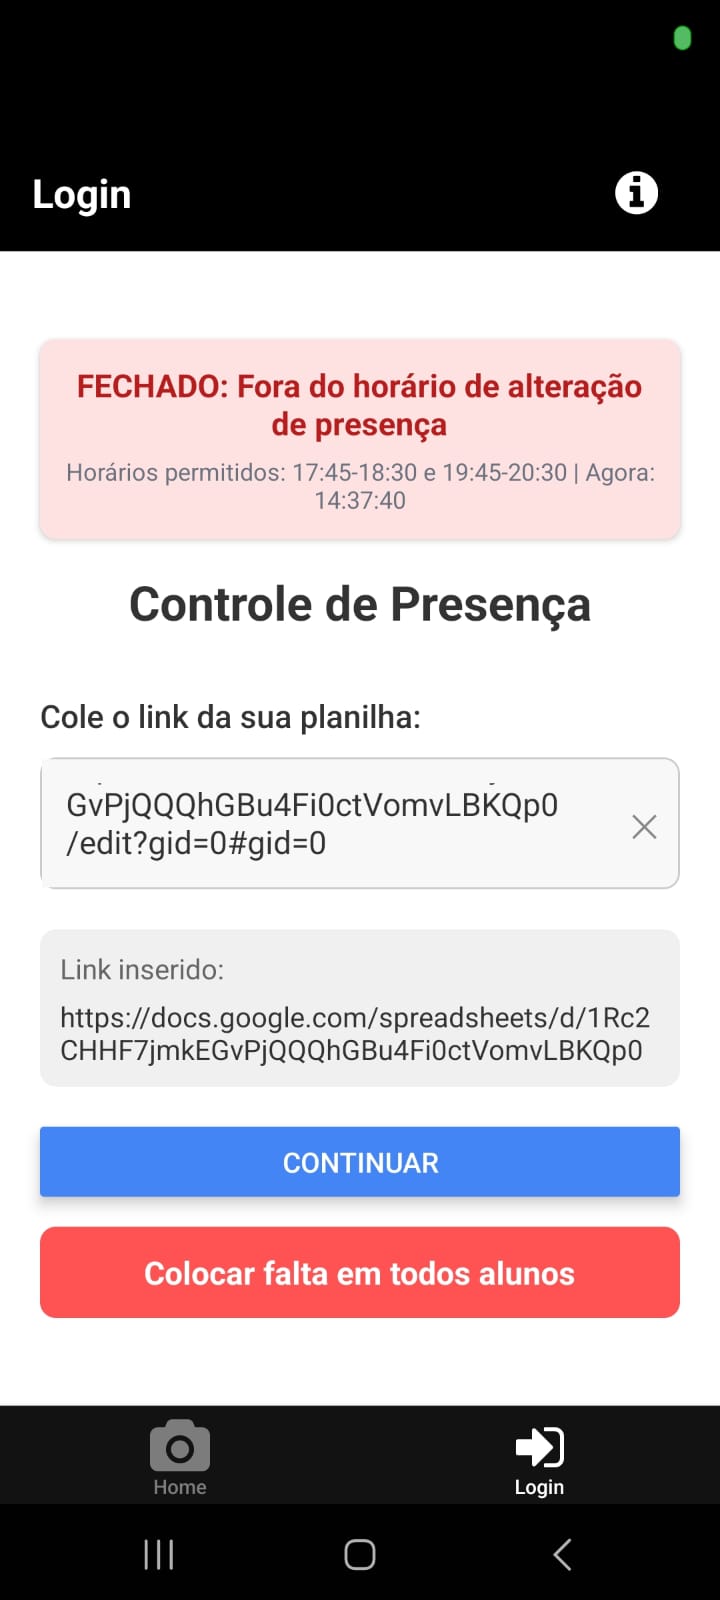 Login
FECHADO: Fora do horário de alteração
de presença
Horários permitidos: 17:45-18:30 e 19:45-20:30 | Agora:
14:37:40
Controle de Presença
Cole o link da sua planilha:
GvPjQQQhGBu4Fi0ctVomvLBKQp0
/edit?gid=0#gid=0
Link inserido:
https://docs.google.com/spreadsheets/d/1Rc2
CHHF7jmkEGvPjQQQhGBu4Fi0ctVomvLBKQp0
CONTINUAR
Colocar falta em todos alunos
Home
Login